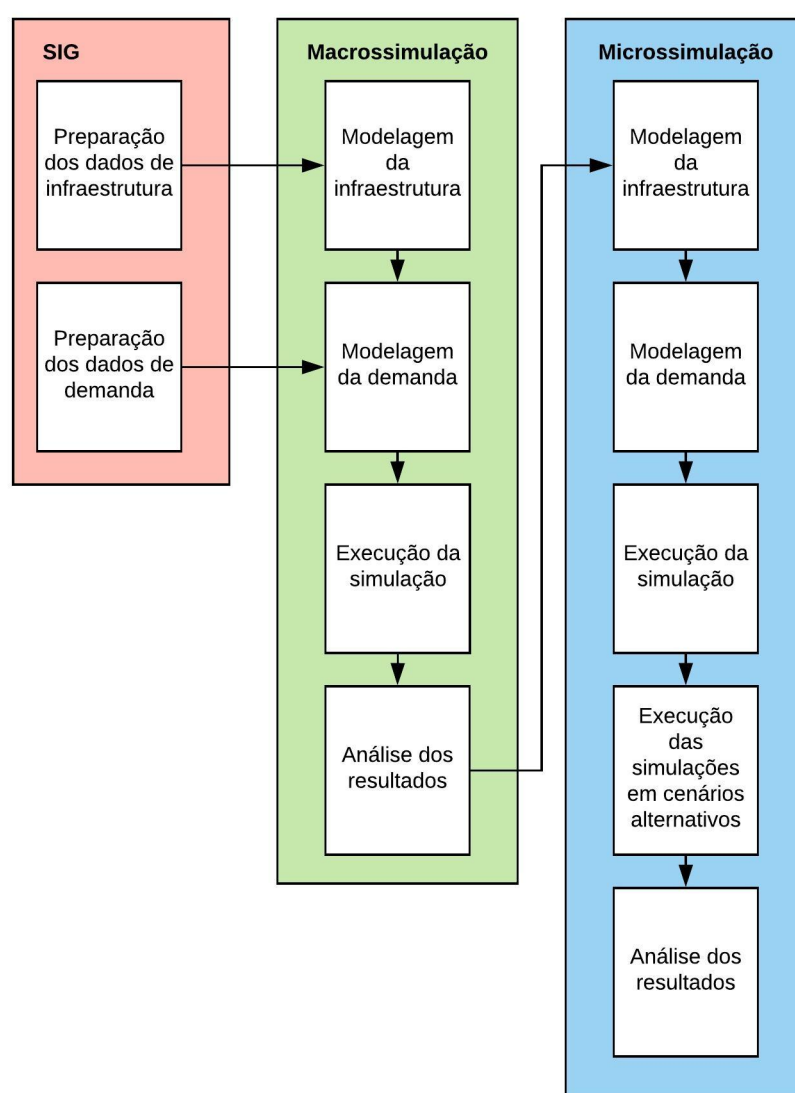 SIG
Preparação
dos dados de
infraestrutura
Preparação
dos dados de
demanda
Macrossimulação
Modelagem
da
infraestrutura
Modelagem
da demanda
Execução da
simulação
Análise dos
resultados
Microssimulação
Modelagem
da
infraestrutura
Modelagem
da demanda
Execução da
simulação
Execução
das
simulações
em cenários
alternativos
Análise dos
resultados